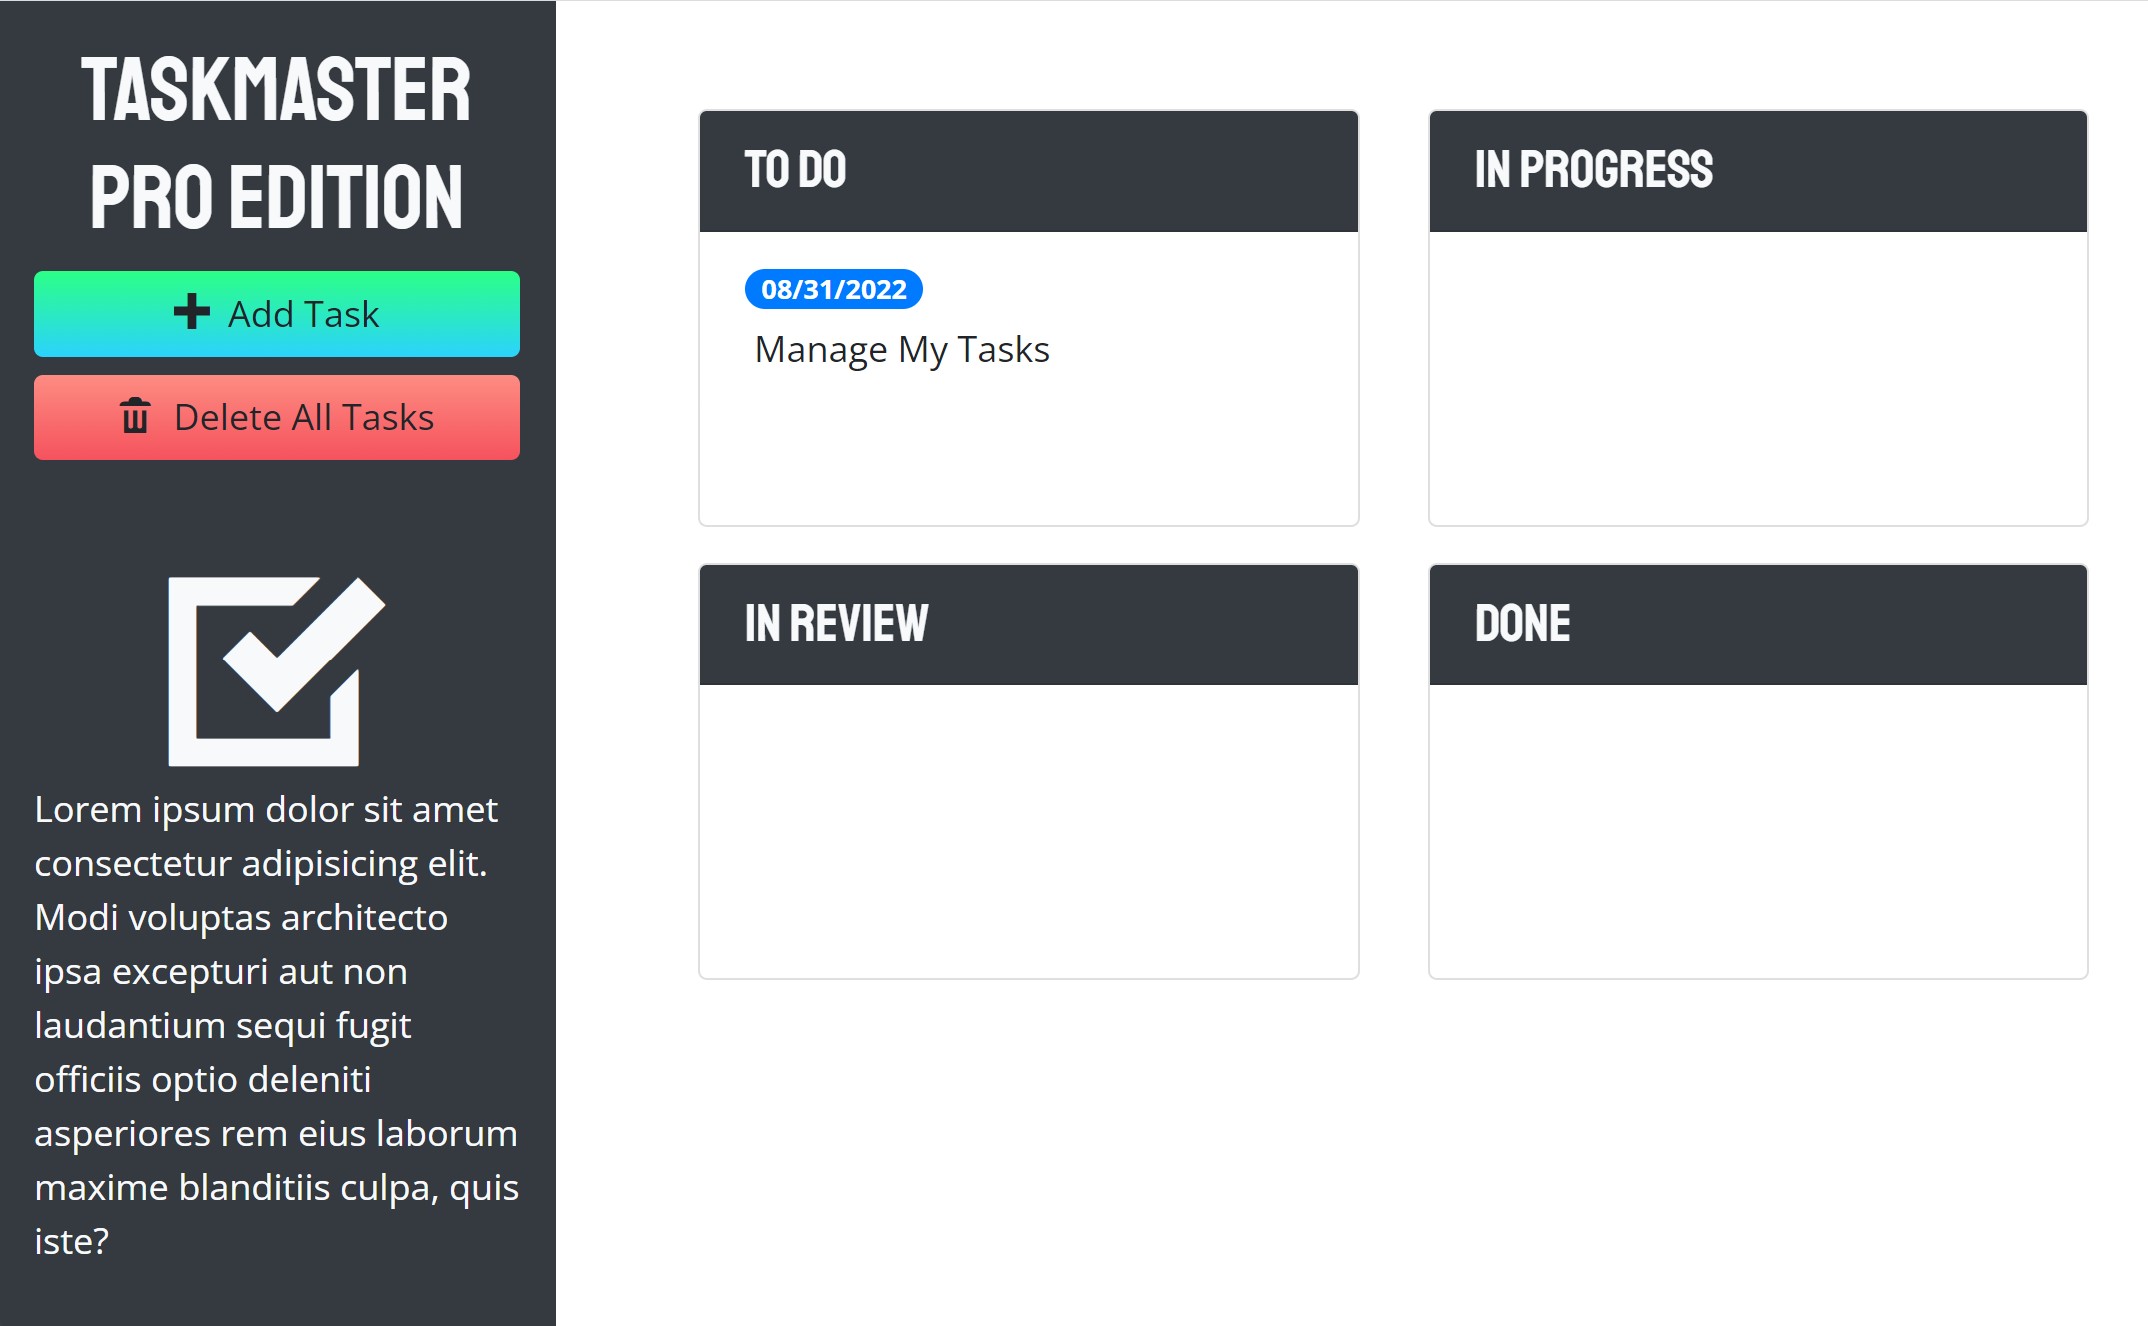 TASKMASTER
PRO EDITION
Add Task
Delete All Tasks
Lorem ipsum dolor sit amet
consectetur adipisicing elit.
Modi voluptas architecto
ipsa excepturi aut non
laudantium sequi fugit
officiis optio deleniti
asperiores rem eius laborum
maxime blanditiis culpa, quis
iste?
TO DO
08/31/2022
Manage My Tasks
IN PROGRESS
IN REVIEW
DONE